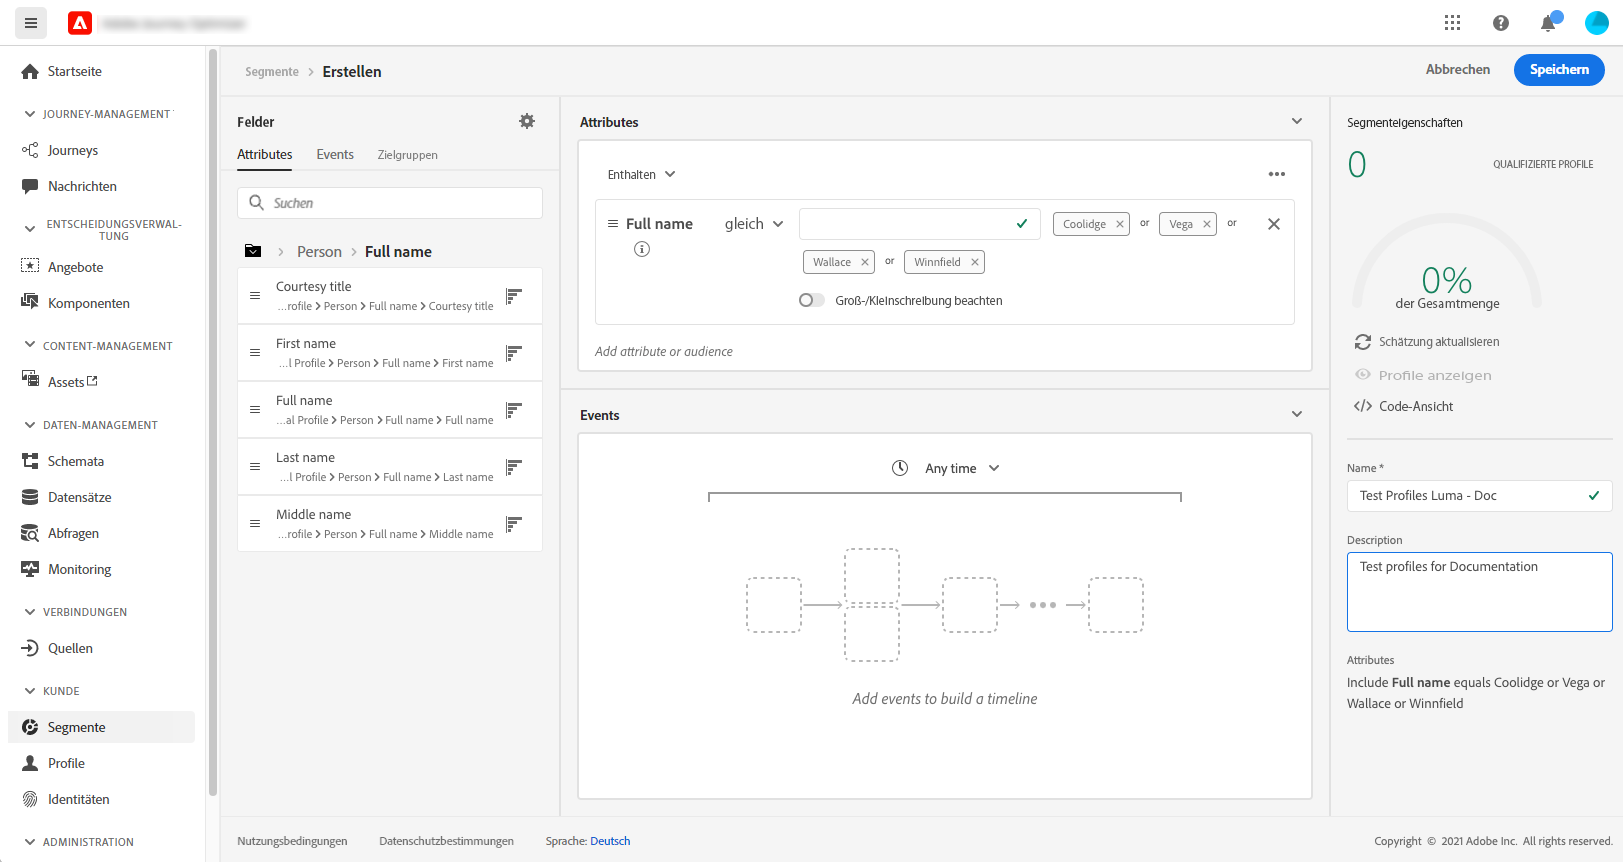 Startseite
JOURNEY-MANAGEMENT
Journeys
Nachrichten
ENTSCHEIDUNGSVERWAL-
TUNG
Angebote
Komponenten
CONTENT-MANAGEMENT
Assets
DATEN-MANAGEMENT
Schemata
Datensätze
Abfragen
Monitoring
VERBINDUNGEN
Quellen
KUNDE
Segmente
Profile
Identitäten
ADMINISTRATION
Segmente > Erstellen
Abbrechen
Speichern
Felder
Attributes Events Zielgruppen
Suchen
> Person > Full name
Courtesy title
...rofile > Person > Full name > Courtesy title
First name
...l Profile > Person > Full name > First name
Full name
...al Profile > Person > Full name > Full name
Last name
...l Profile > Person > Full name > Last name
Middle name
...rofile > Person > Full name > Middle name
Attributes
Enthalten
Full name gleich Coolidge or Vega or
Wallace or Winnfield
Groß-/Kleinschreibung beachten
Add attribute or audience
Events
Any time
Add events to build a timeline
Segmenteigenschaften
0 QUALIFIZIERTE PROFILE
0%
der Gesamtmenge
Schätzung aktualisieren
Profile anzeigen
</> Code-Ansicht
Name *
Test Profiles Luma - Doc
Description
Test profiles for Documentation
Attributes
Include Full name equals Coolidge or Vega or
Wallace or Winnfield
Nutzungsbedingungen Datenschutzbestimmungen Sprache: Deutsch
Copyright © 2021 Adobe Inc. All rights reserved.